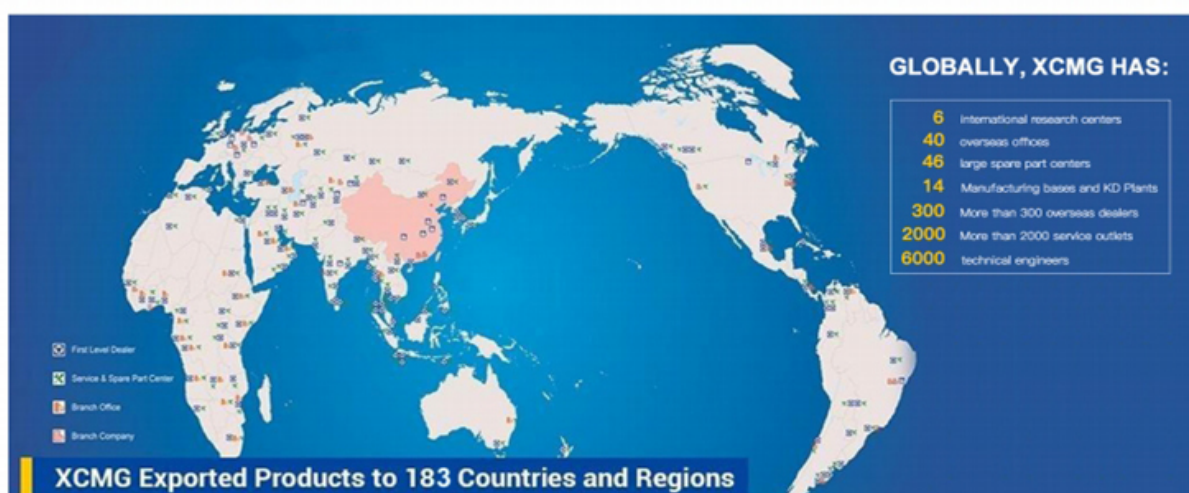 GLOBALLY, XCMG HAS:
6 International research centers
40 overseas offices
46 large spare part centers
14 Manufacturing bases and KD Plants
300 More than 300 overseas dealers
2000 More than 2000 service outlets
6000 technical engineers
First Level Dealer
Service & Spare Part Center
Branch Office
Branch Company
XCMG Exported Products to 183 Countries and Regions